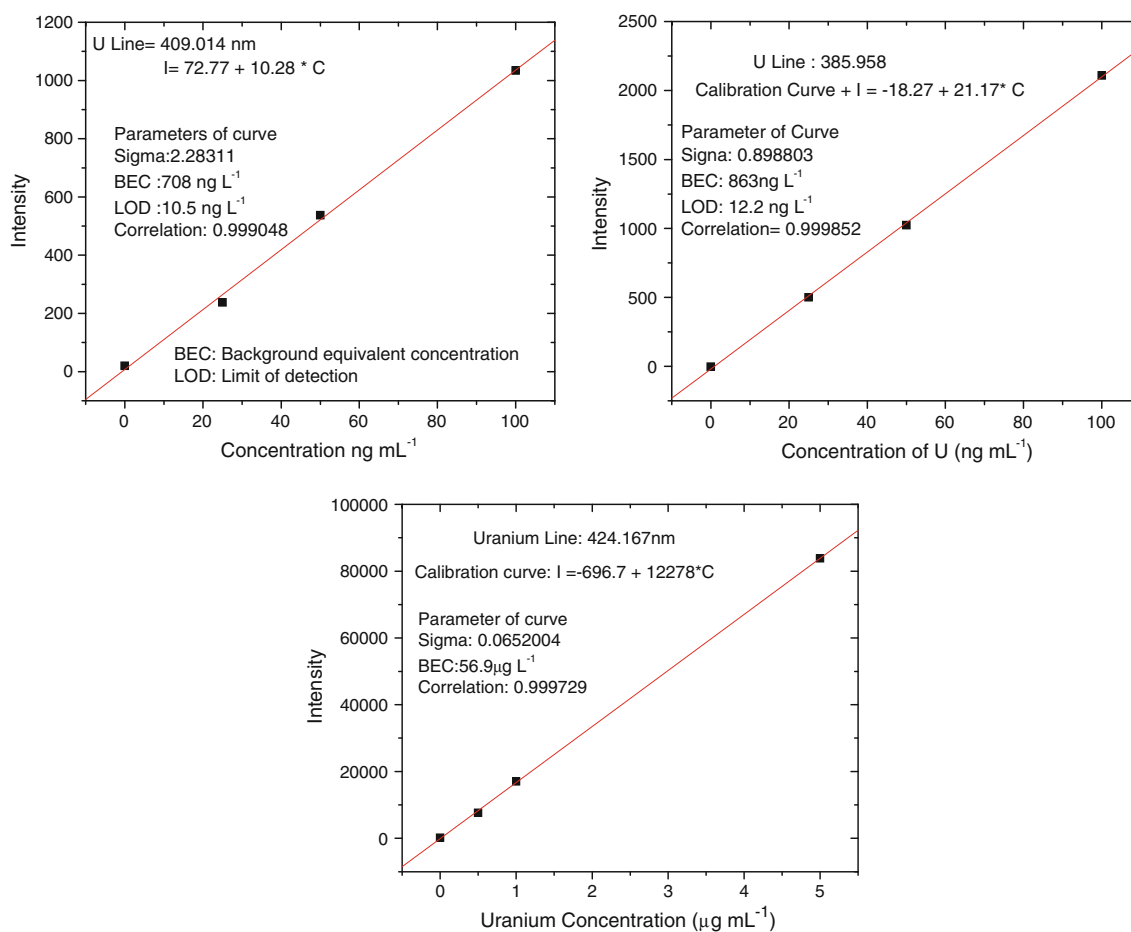 U Line= 409.014 nm
I= 72.77 + 10.28 * C
Parameters of curve
Sigma:2.28311
BEC :708 ng L⁻¹
LOD :10.5 ng L⁻¹
Correlation: 0.999048
BEC: Background equivalent concentration
LOD: Limit of detection
Intensity
1200
1000
800
600
400
200
0
0 20 40 60 80 100
Concentration ng mL⁻¹
U Line : 385.958
Calibration Curve + I = -18.27 + 21.17* C
Parameter of Curve
Signa: 0.898803
BEC: 863ng L⁻¹
LOD: 12.2 ng L⁻¹
Correlation= 0.999852
Intensity
2500
2000
1500
1000
500
0
0 20 40 60 80 100
Concentration of U (ng mL⁻¹)
Uranium Line: 424.167nm
Calibration curve: I =-696.7 + 12278*C
Parameter of curve
Sigma: 0.0652004
BEC:56.9μg L⁻¹
Correlation: 0.999729
Intensity
100000
80000
60000
40000
20000
0
0 1 2 3 4 5
Uranium Concentration (μg mL⁻¹)